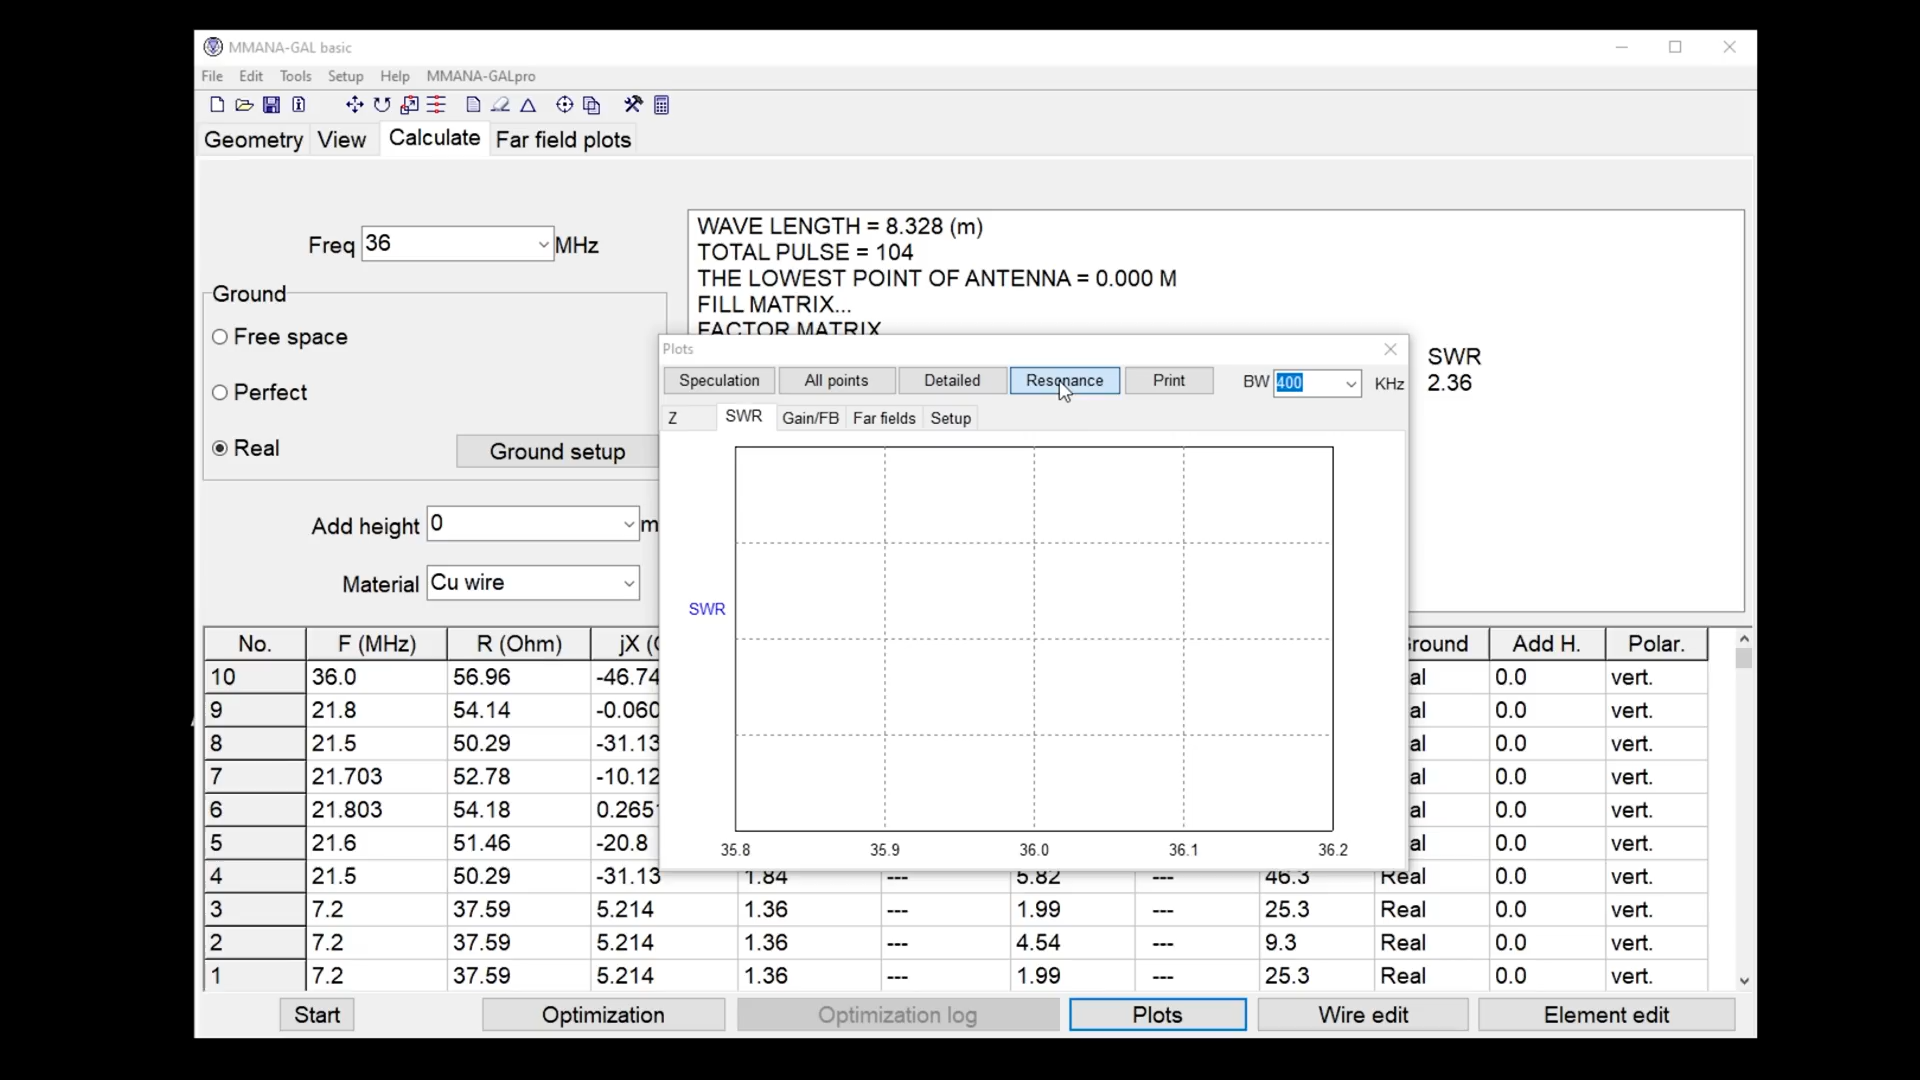 MMANA-GAL basic
File Edit Tools Setup Help MMANA-GALpro
Geometry View Calculate Far field plots
Freq 36 MHz
Ground
Free space
Perfect
Real
Ground setup
Add height 0 m
Material Cu wire
WAVE LENGTH = 8.328 (m)
TOTAL PULSE = 104
THE LOWEST POINT OF ANTENNA = 0.000 M
FILL MATRIX...
FACTOR MATRIX
SWR
2.36
Plots
Speculation All points Detailed Resonance Print BW 400 KHz
Z SWR Gain/FB Far fields Setup
SWR
35.8 35.9 36.0 36.1 36.2
No. F (MHz) R (Ohm) jX ( Add H. Polar.
10 36.0 56.96 -46.74 al 0.0 vert.
9 21.8 54.14 -0.060 al 0.0 vert.
8 21.5 50.29 -31.13 al 0.0 vert.
7 21.703 52.78 -10.12 al 0.0 vert.
6 21.803 54.18 0.265 al 0.0 vert.
5 21.6 51.46 -20.8 al 0.0 vert.
4 21.5 50.29 -31.13 1.84 --- 5.82 --- 46.3 Real 0.0 vert.
3 7.2 37.59 5.214 1.36 --- 1.99 --- 25.3 Real 0.0 vert.
2 7.2 37.59 5.214 1.36 --- 4.54 --- 9.3 Real 0.0 vert.
1 7.2 37.59 5.214 1.36 --- 1.99 --- 25.3 Real 0.0 vert.
Start Optimization Optimization log Plots Wire edit Element edit